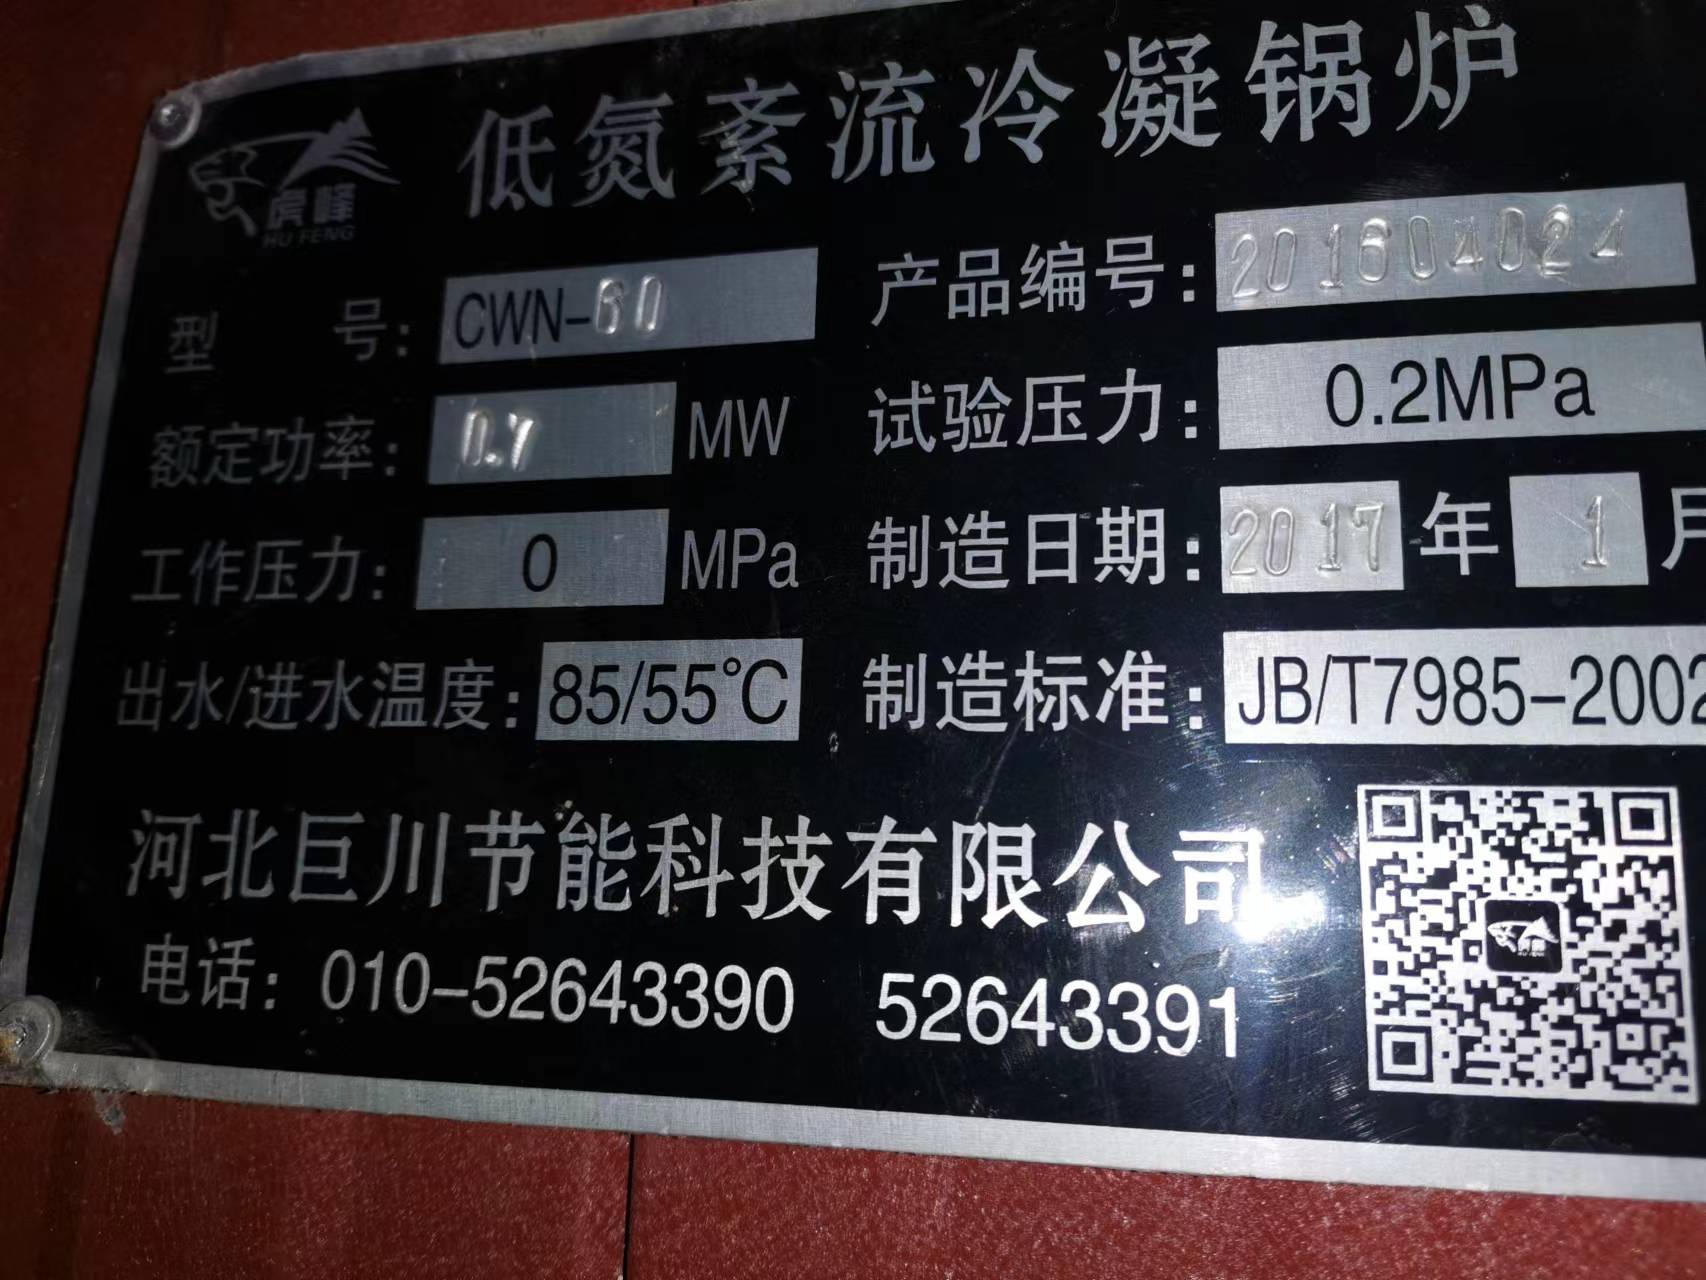 虎峰
HU FENG
低氮紊流冷凝锅炉
型 号: CWN-60
产品编号: 201604024
额定功率: 0.7 MW
试验压力: 0.2MPa
工作压力: 0 MPa
制造日期: 2017 年 1 月
出水/进水温度: 85/55℃
制造标准: JB/T7985-2002
河北巨川节能科技有限公司
电话: 010-52643390 52643391